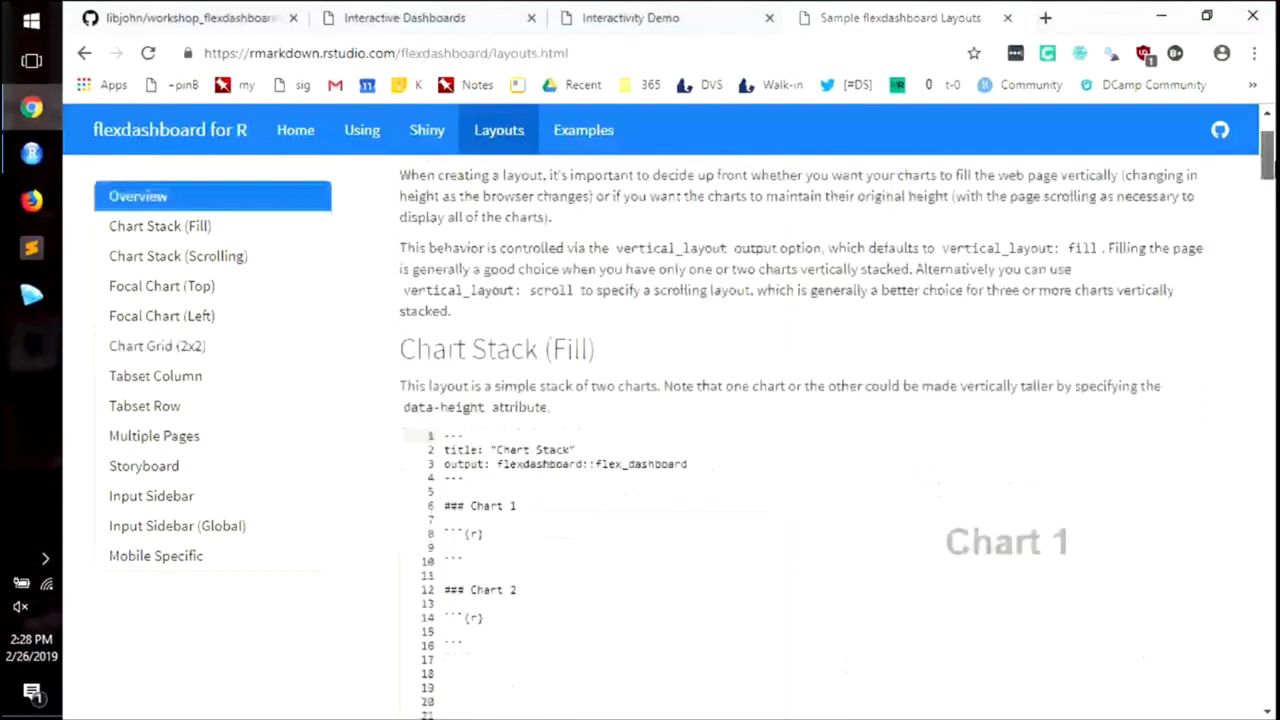 libjohn/workshop_flexdashboard
Interactive Dashboards
Interactivity Demo
Sample flexdashboard Layouts
https://rmarkdown.rstudio.com/flexdashboard/layouts.html
Apps
+pinB
my
sig
K
Notes
Recent
365
DVS
Walk-in
[=DS]
0
t-0
Community
DCamp Community
flexdashboard for R
Home
Using
Shiny
Layouts
Examples
Overview
Chart Stack (Fill)
Chart Stack (Scrolling)
Focal Chart (Top)
Focal Chart (Left)
Chart Grid (2x2)
Tabset Column
Tabset Row
Multiple Pages
Storyboard
Input Sidebar
Input Sidebar (Global)
Mobile Specific
When creating a layout, it's important to decide up front whether you want your charts to fill the web page vertically (changing in
height as the browser changes) or if you want the charts to maintain their original height (with the page scrolling as necessary to
display all of the charts).
This behavior is controlled via the vertical_layout output option, which defaults to vertical_layout: fill. Filling the page
is generally a good choice when you have only one or two charts vertically stacked. Alternatively you can use
vertical_layout: scroll to specify a scrolling layout, which is generally a better choice for three or more charts vertically
stacked.
Chart Stack (Fill)
This layout is a simple stack of two charts. Note that one chart or the other could be made vertically taller by specifying the
data-height attribute.
1 ---
2 title: "Chart Stack"
3 output: flexdashboard::flex_dashboard
4 ---
5
6 ### Chart 1
7
8 ```{r}
9
10 ```
11
12 ### Chart 2
13
14 ```{r}
15
16 ```
17
18
19
20
21
Chart 1
2:28 PM
2/26/2019